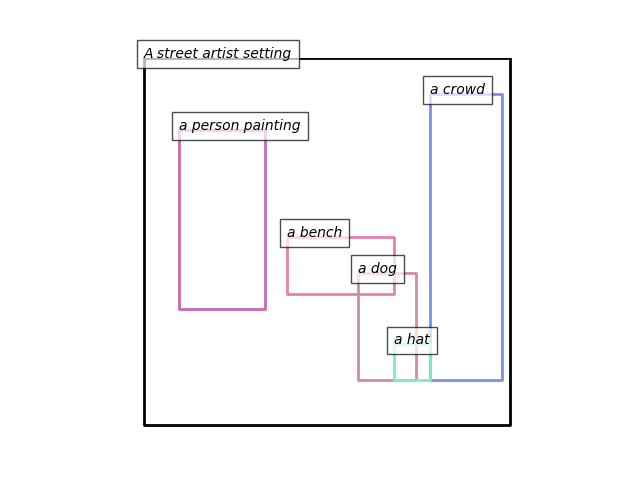 A street artist setting
a crowd
a person painting
a bench
a dog
a hat